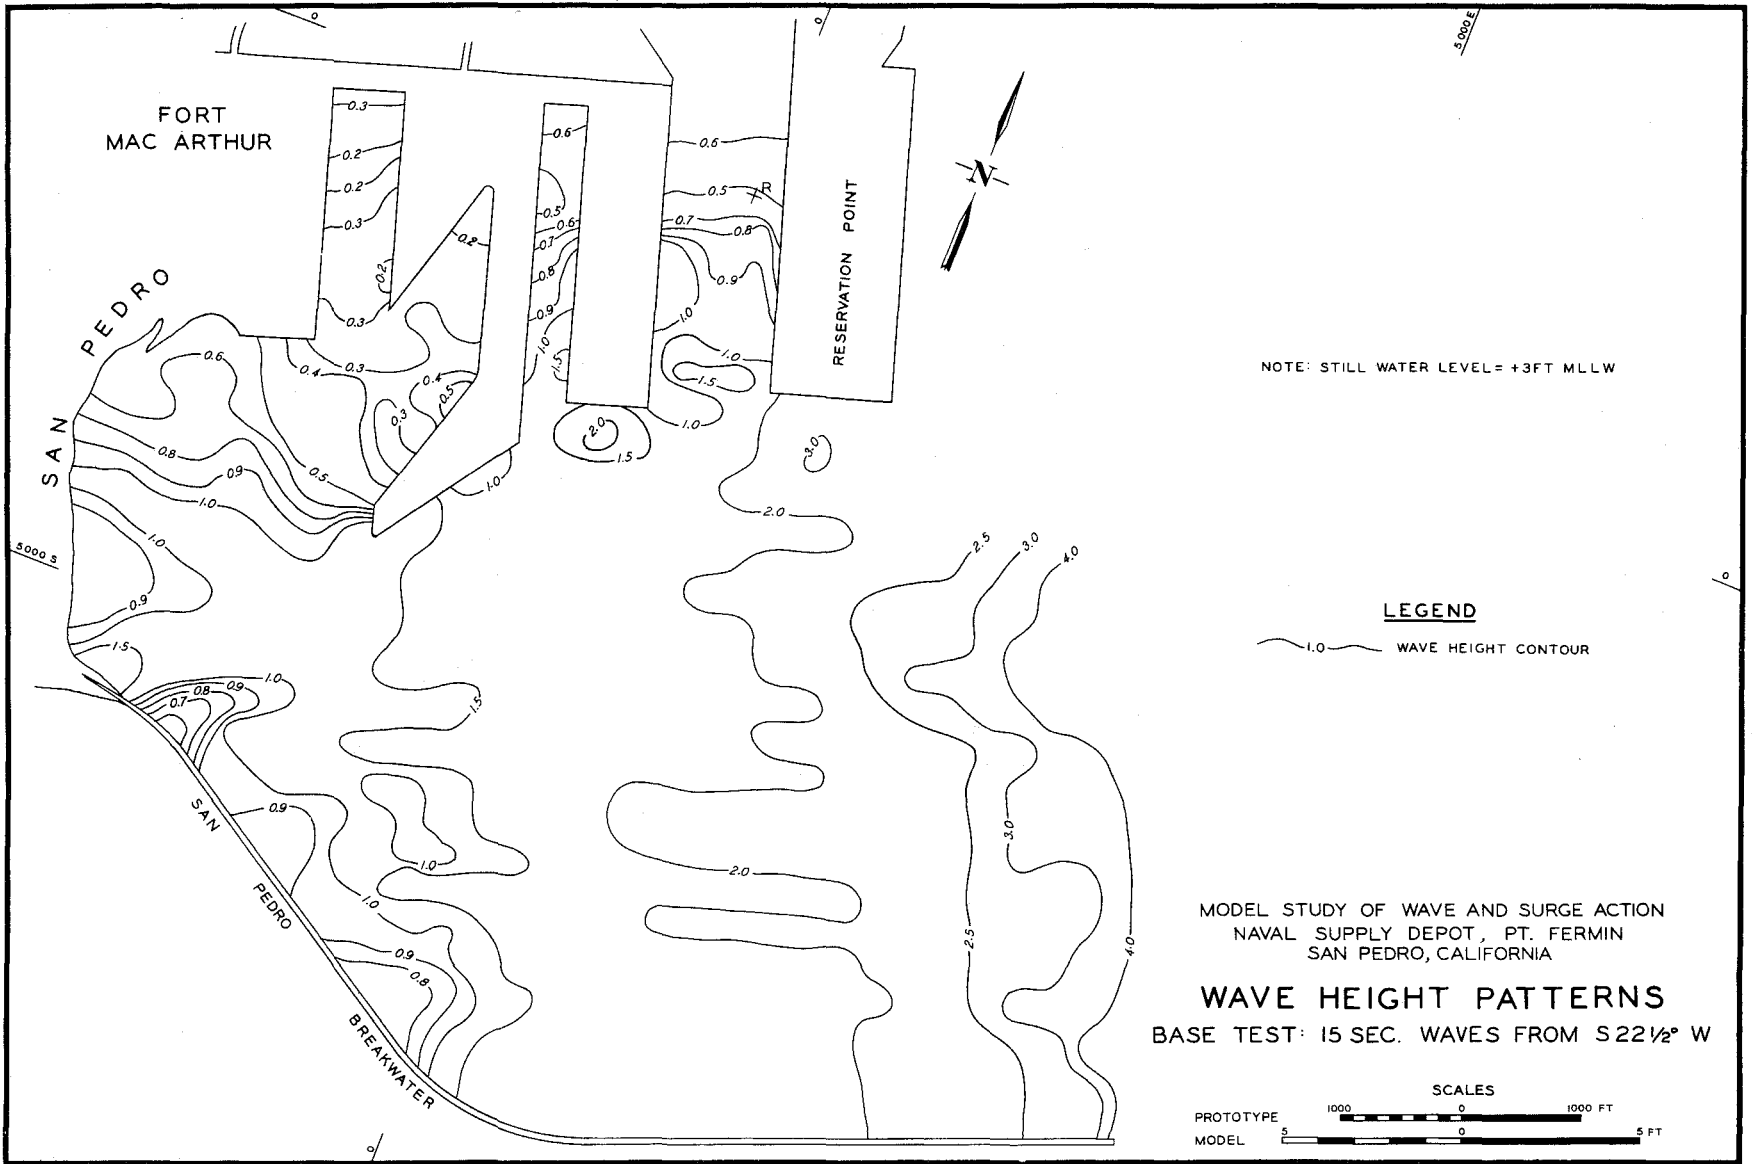 0
0
5000 E
FORT
MAC ARTHUR
0.3
0.2
0.2
0.3
0.2
0.2
0.3
0.6
0.5
0.6
0.7
0.8
0.9
1.0
1.5
0.6
0.5
R
0.7
0.8
0.9
1.0
1.0
1.5
1.0
RESERVATION POINT
N
SAN PEDRO
0.6
0.4
0.3
0.4
0.5
0.3
0.8
0.9
0.5
1.0
1.0
2.0
1.5
3.0
2.0
NOTE: STILL WATER LEVEL= +3FT MLLW
5000 S
1.0
0.9
1.5
1.0
0.9
0.8
0.7
1.5
2.5
3.0
4.0
0
LEGEND
1.0 WAVE HEIGHT CONTOUR
0.9
1.0
1.0
3.0
2.0
0.9
0.8
2.5
4.0
SAN
PEDRO
BREAKWATER
MODEL STUDY OF WAVE AND SURGE ACTION
NAVAL SUPPLY DEPOT, PT. FERMIN
SAN PEDRO, CALIFORNIA
WAVE HEIGHT PATTERNS
BASE TEST: 15 SEC. WAVES FROM S 22 1/2° W
SCALES
PROTOTYPE 1000 0 1000 FT
MODEL 5 0 5 FT
0